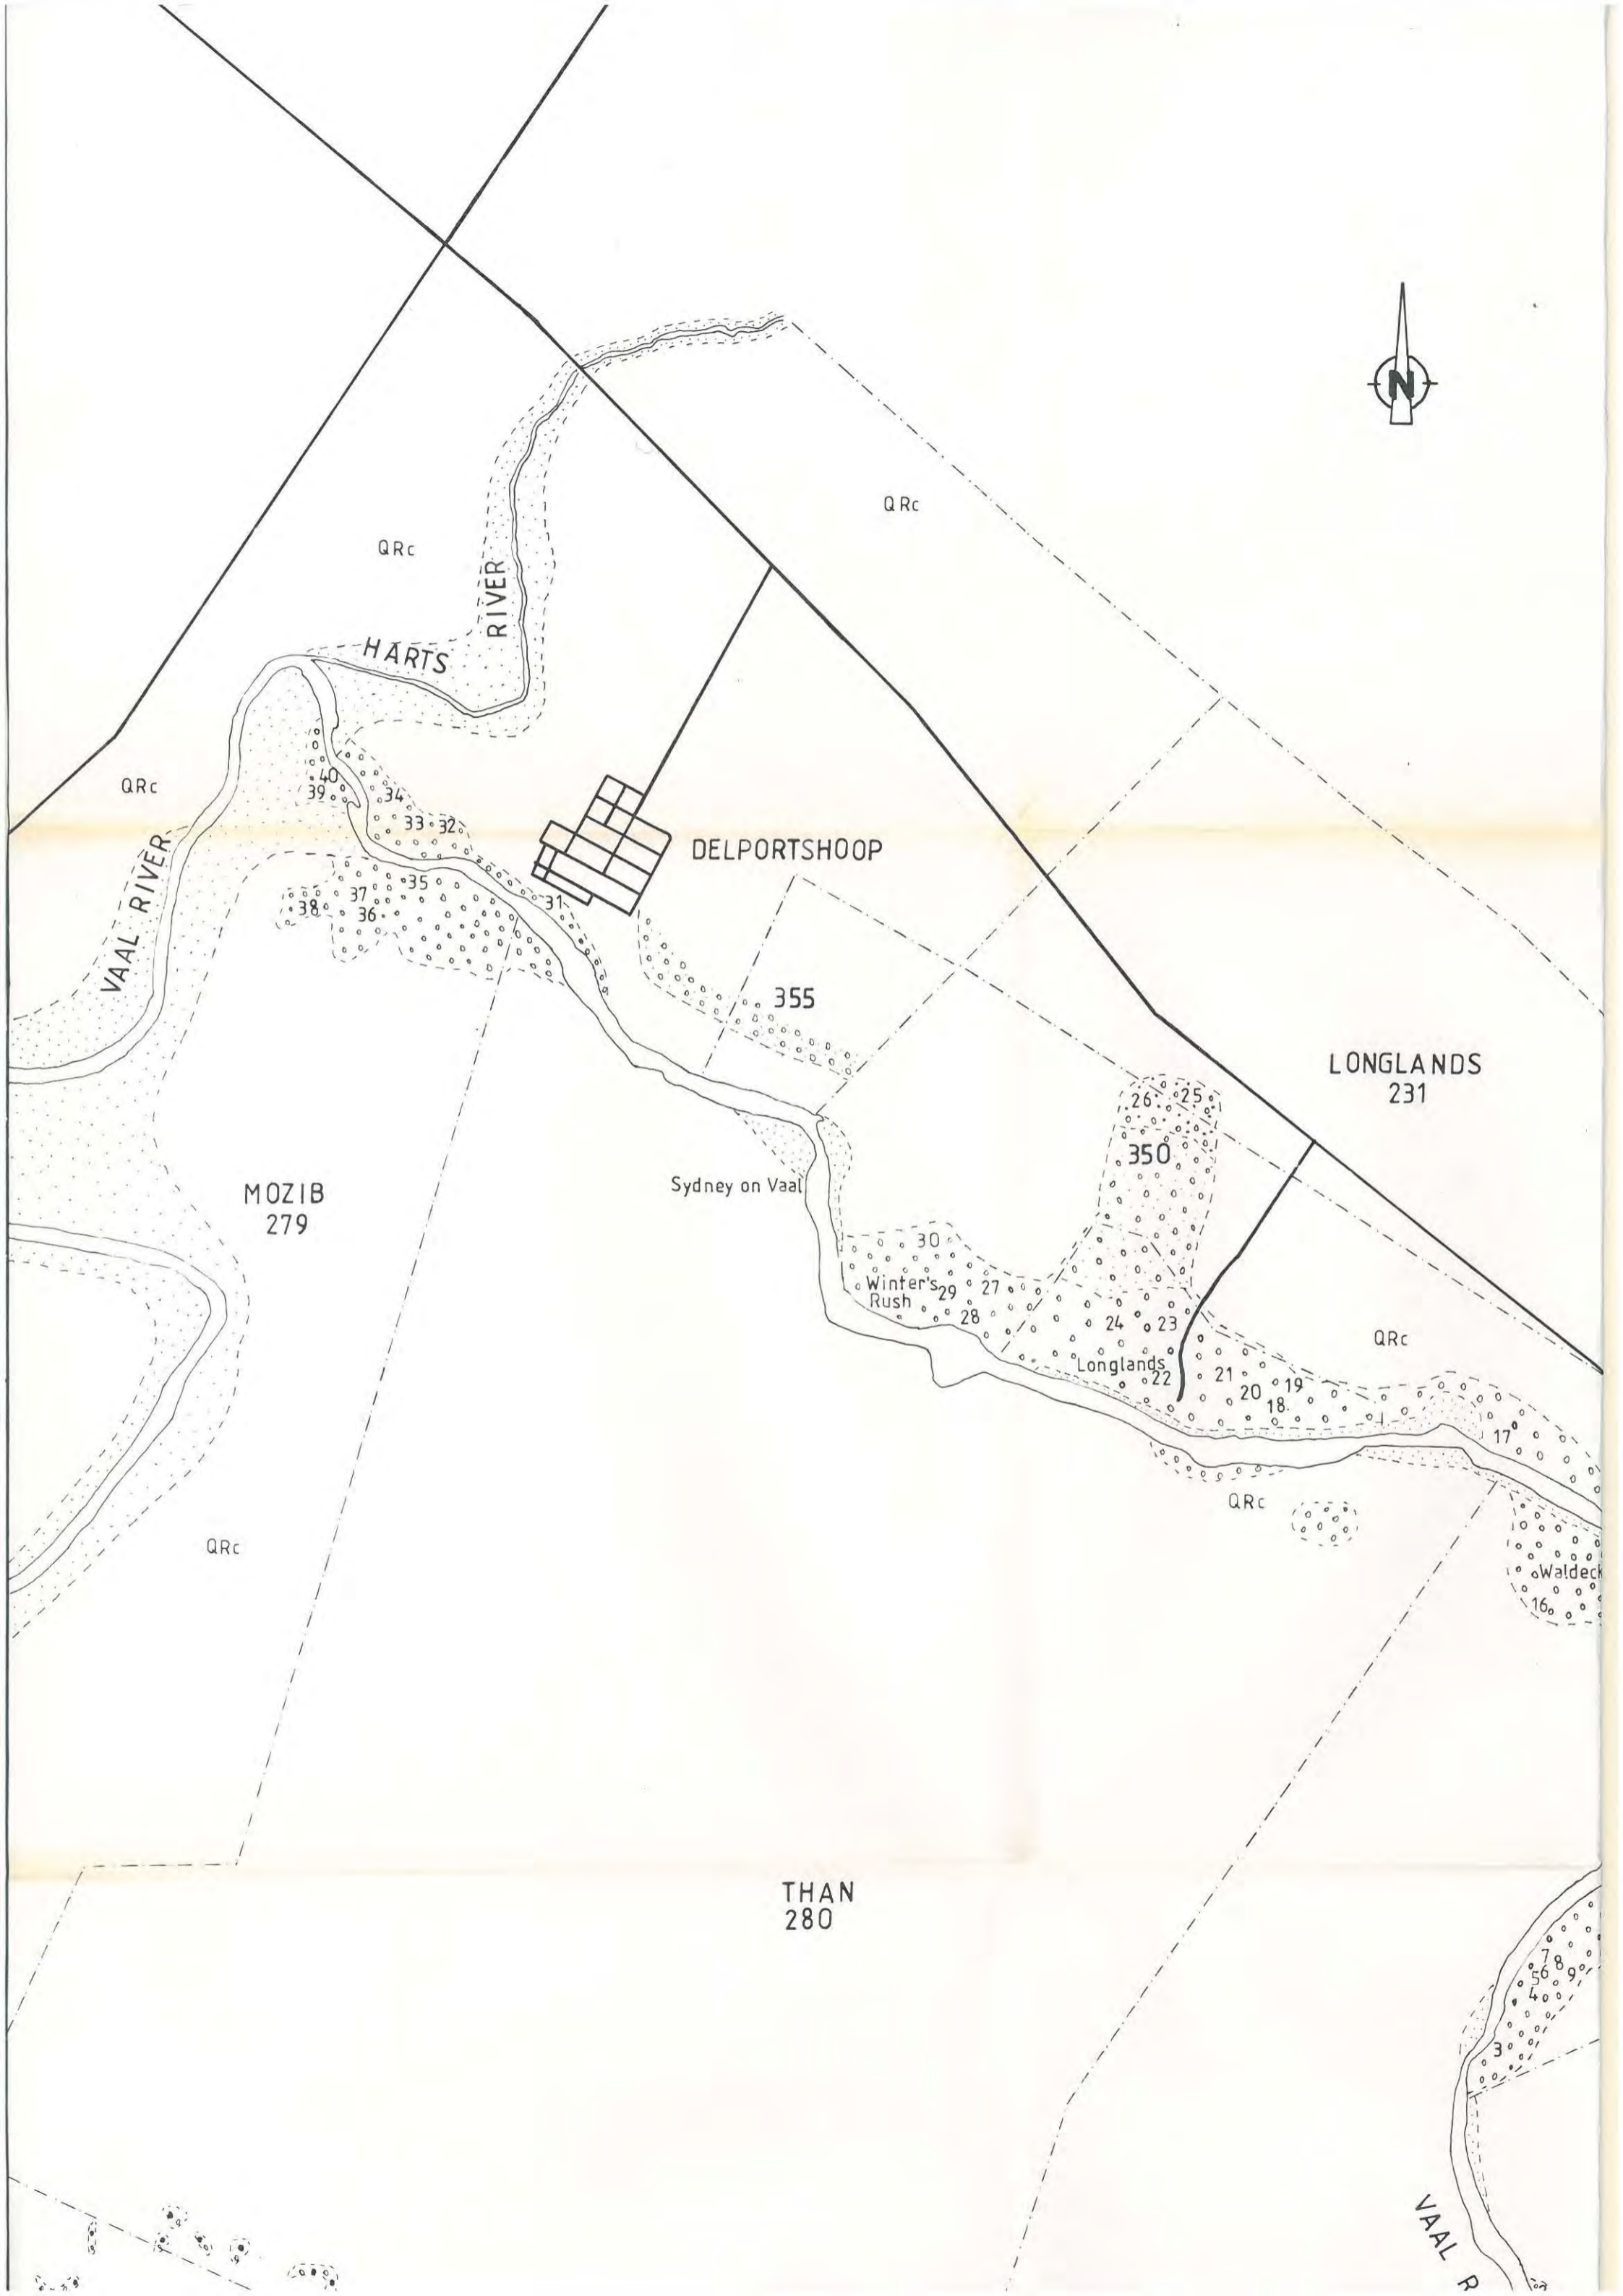 N
QRc
QRc
RIVER
HARTS
QRc
40
39
34
33
32
VAAL RIVER
DELPORTSHOOP
35
37
38
36
31
355
LONGLANDS
231
26
25
350
MOZIB
279
Sydney on Vaal
30
Winter's
Rush
29
27
28
24
23
QRc
Longlands
22
21
20
19
18
17
QRc
QRc
Waldeck
16
THAN
280
7
8
5
6
9
4
3
VAAL R